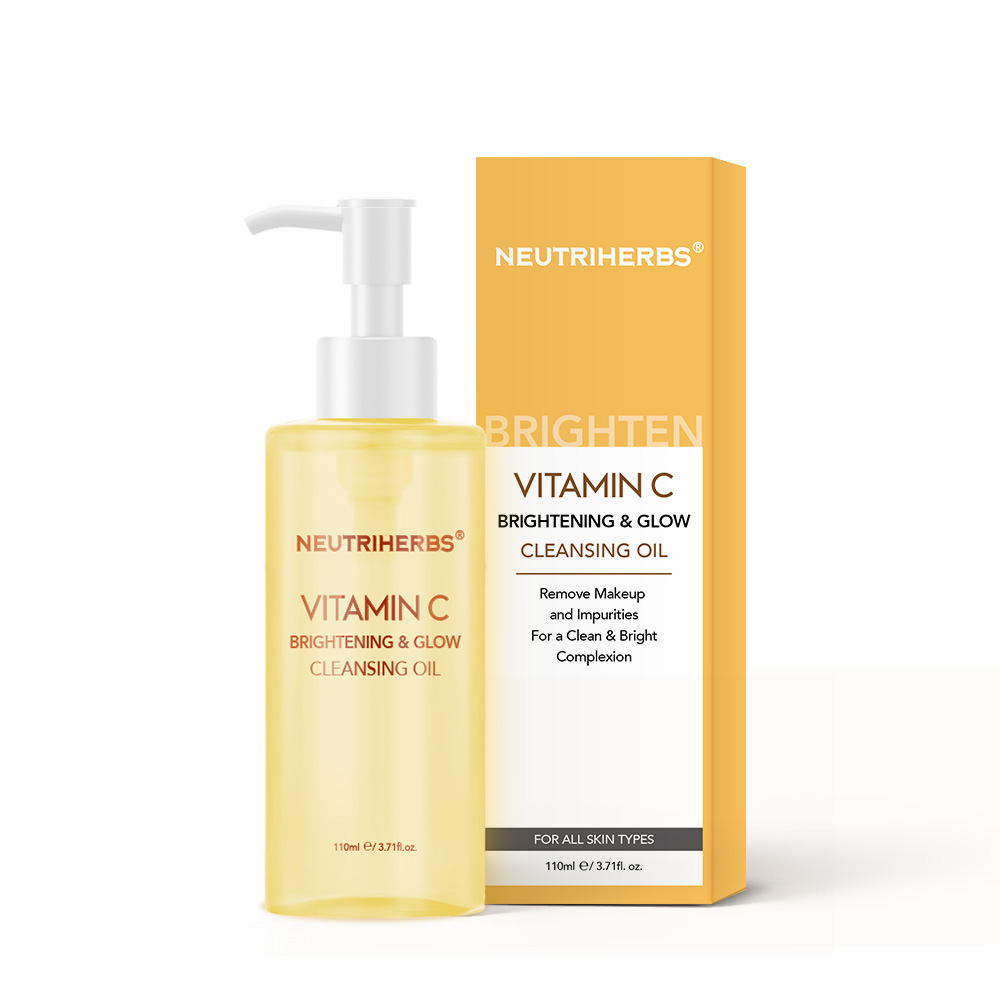 NEUTRIHERBS®
VITAMIN C
BRIGHTENING & GLOW
CLEANSING OIL
110ml ℮/ 3.71fl.oz.
NEUTRIHERBS®
BRIGHTEN
VITAMIN C
BRIGHTENING & GLOW
CLEANSING OIL
Remove Makeup
and Impurities
For a Clean & Bright
Complexion
FOR ALL SKIN TYPES
110ml ℮/ 3.71fl. oz.